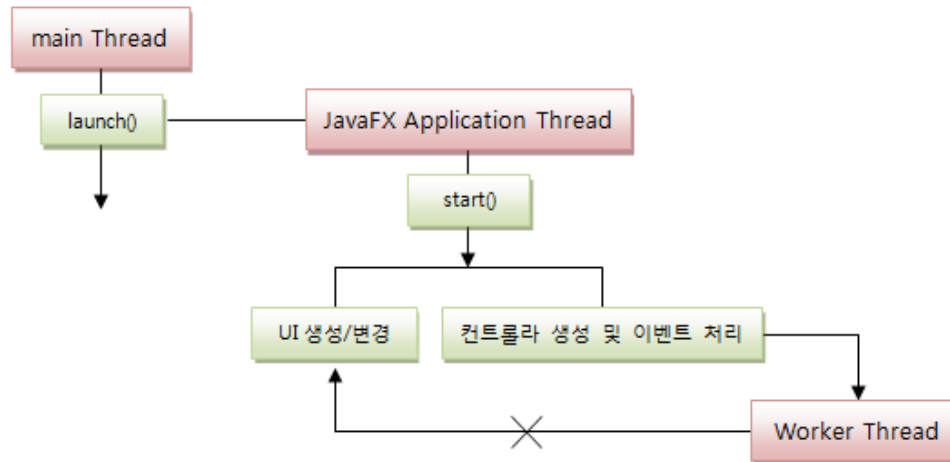 main Thread
launch()
JavaFX Application Thread
start()
UI 생성/변경
컨트롤라 생성 및 이벤트 처리
Worker Thread